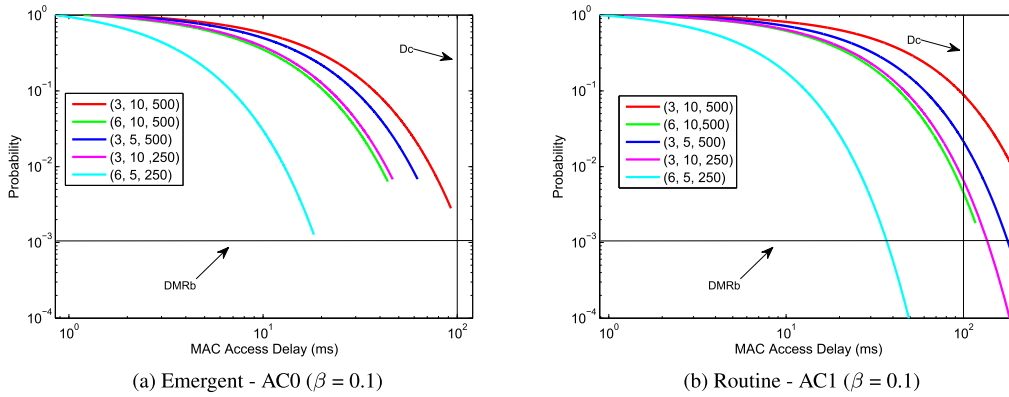 10^0
10^-1
10^-2
10^-3
10^-4
Probability
Dc
(3, 10, 500)
(6, 10, 500)
(3, 5, 500)
(3, 10 ,250)
(6, 5, 250)
DMRb
10^0
10^1
10^2
MAC Access Delay (ms)
(a) Emergent - AC0 (β = 0.1)
10^0
10^-1
10^-2
10^-3
10^-4
Probability
Dc
(3, 10, 500)
(6, 10,500)
(3, 5, 500)
(3, 10, 250)
(6, 5, 250)
DMRb
10^0
10^1
10^2
MAC Access Delay (ms)
(b) Routine - AC1 (β = 0.1)